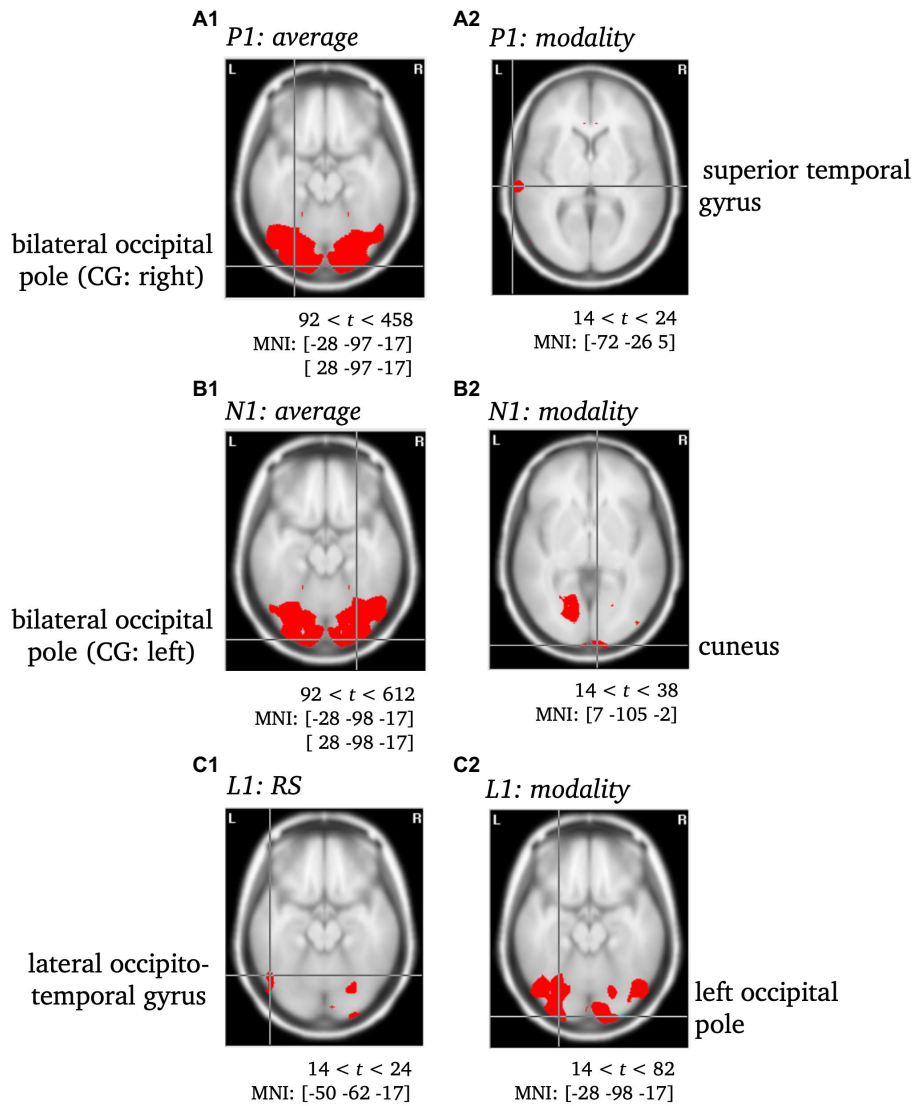 A1
P1: average
L R
bilateral occipital
pole (CG: right)
92 < t < 458
MNI: [-28 -97 -17]
[ 28 -97 -17]
A2
P1: modality
L R
superior temporal
gyrus
14 < t < 24
MNI: [-72 -26 5]
B1
N1: average
L R
bilateral occipital
pole (CG: left)
92 < t < 612
MNI: [-28 -98 -17]
[ 28 -98 -17]
B2
N1: modality
L R
cuneus
14 < t < 38
MNI: [7 -105 -2]
C1
L1: RS
L R
lateral occipito-
temporal gyrus
14 < t < 24
MNI: [-50 -62 -17]
C2
L1: modality
L R
left occipital
pole
14 < t < 82
MNI: [-28 -98 -17]